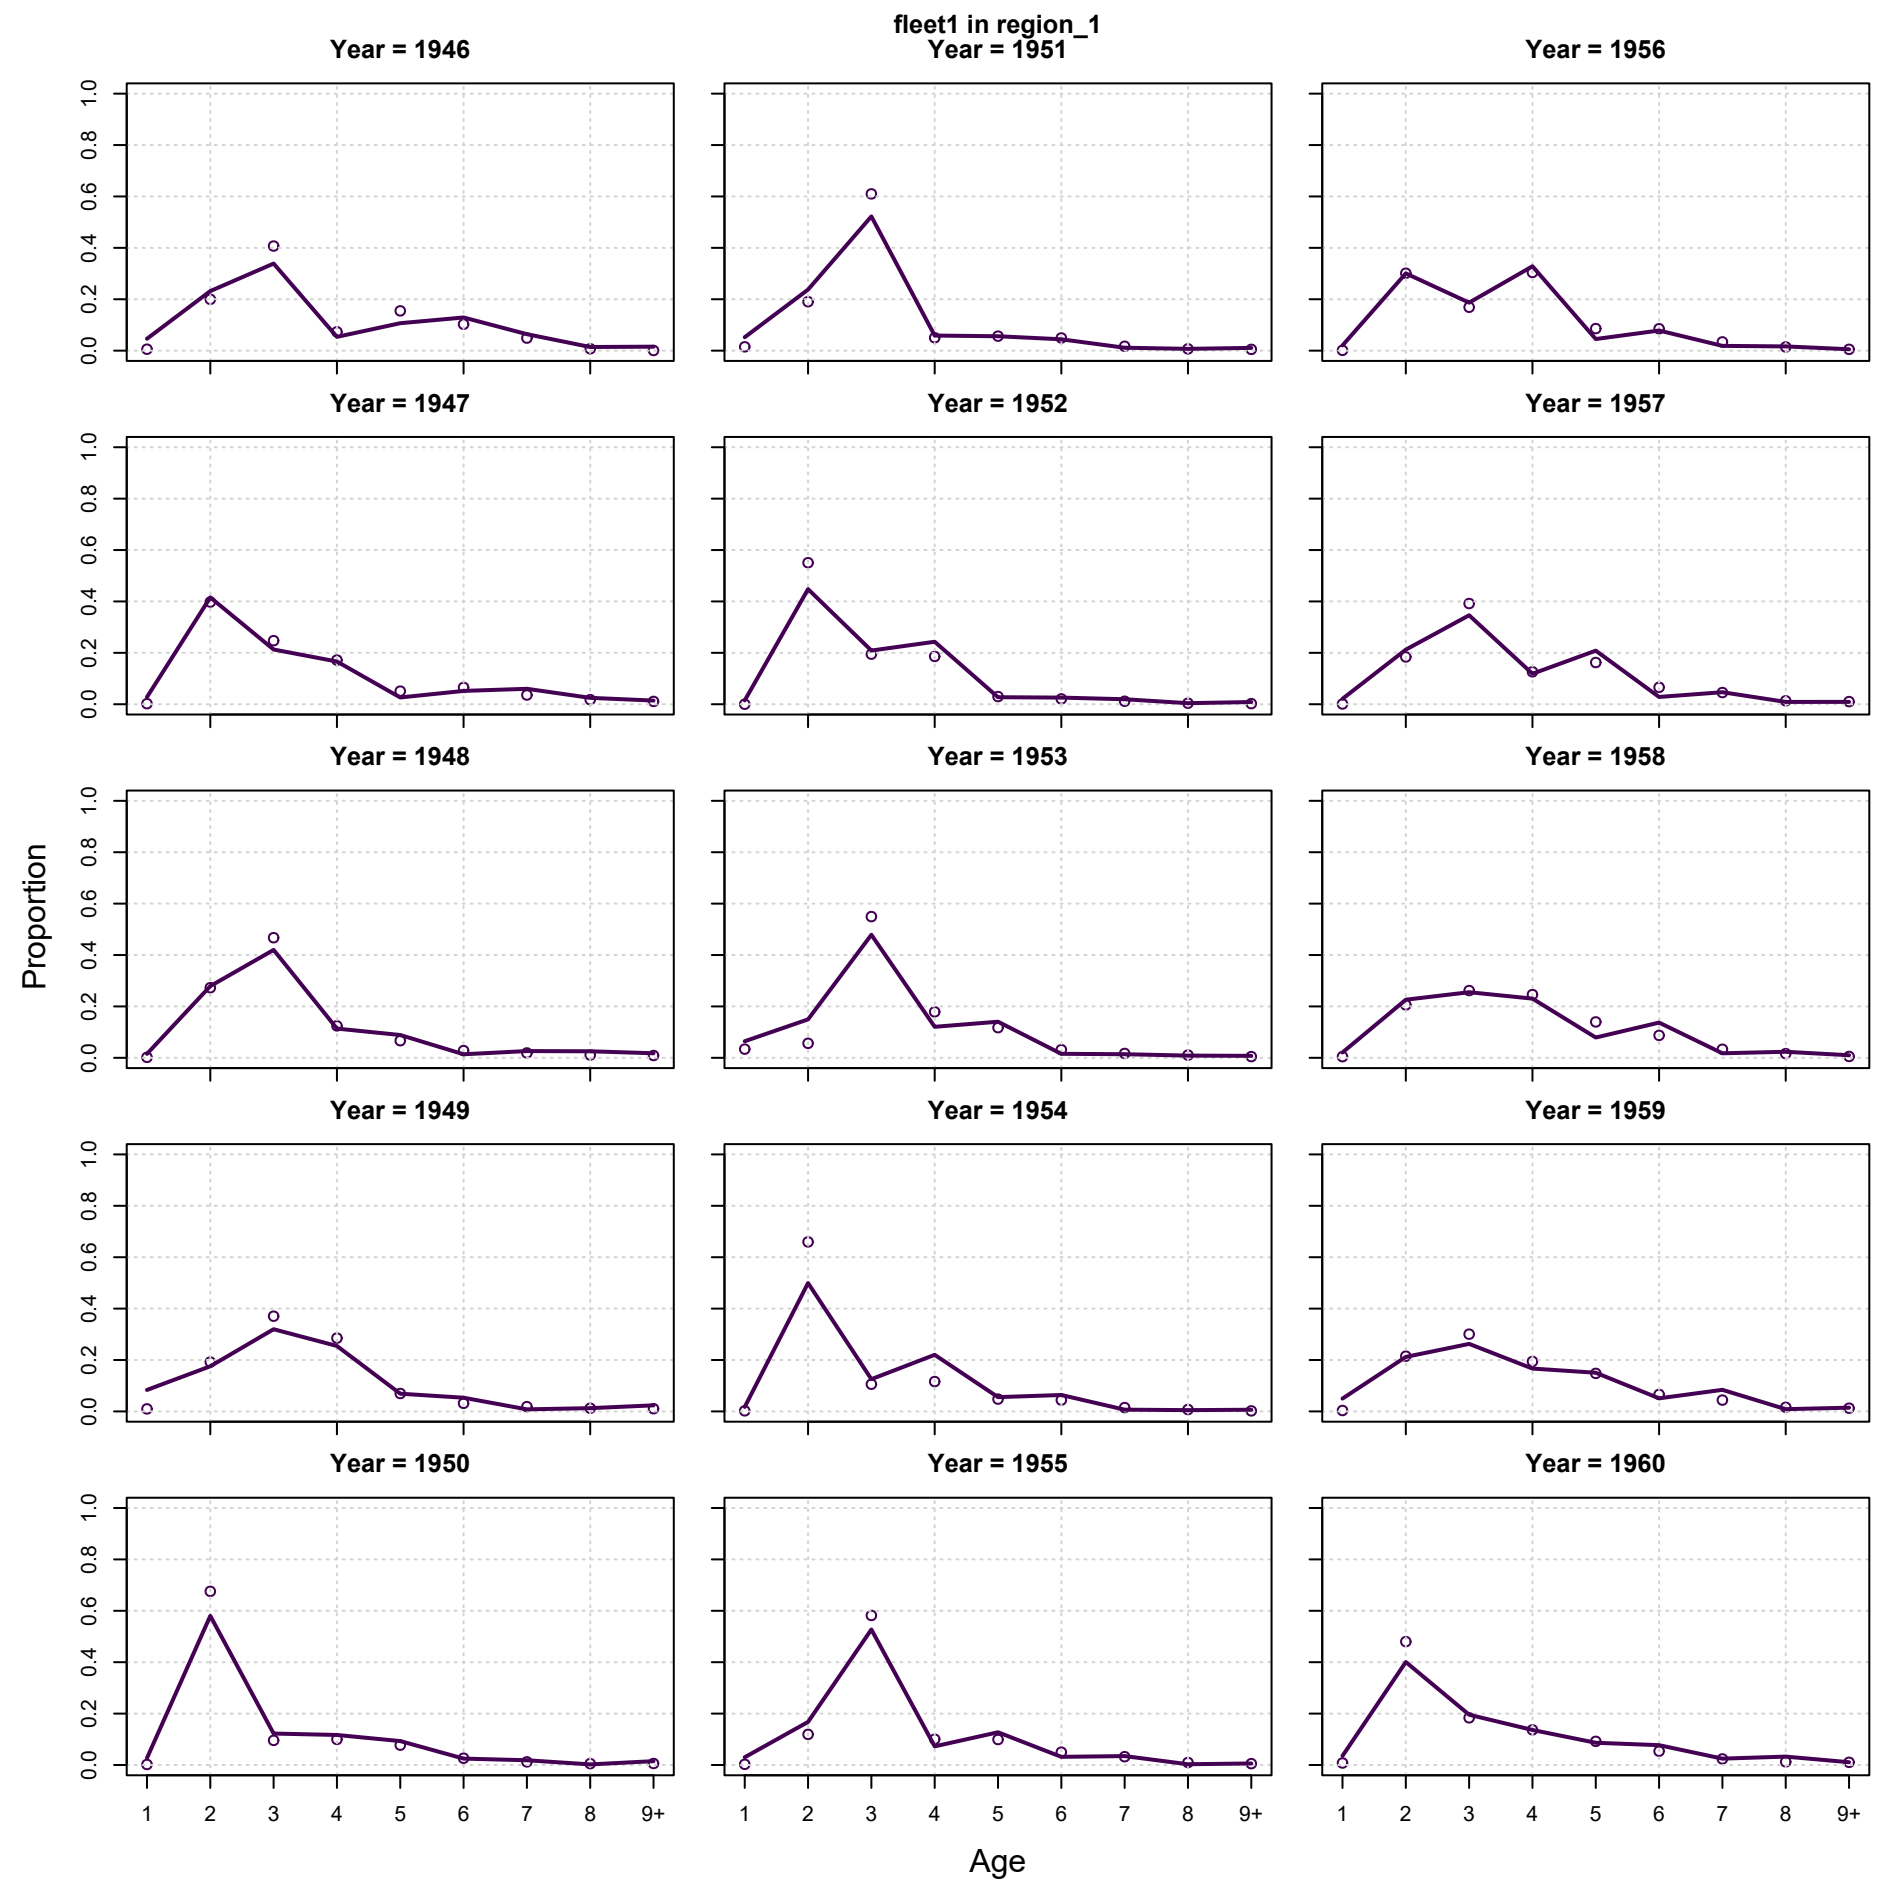 fleet1 in region_1
Year = 1946
Year = 1951
Year = 1956
1.0
0.8
0.6
0.4
0.2
0.0
Year = 1947
Year = 1952
Year = 1957
1.0
0.8
0.6
0.4
0.2
0.0
Year = 1948
Year = 1953
Year = 1958
1.0
0.8
0.6
0.4
0.2
0.0
Proportion
Year = 1949
Year = 1954
Year = 1959
1.0
0.8
0.6
0.4
0.2
0.0
Year = 1950
Year = 1955
Year = 1960
1.0
0.8
0.6
0.4
0.2
0.0
1 2 3 4 5 6 7 8 9+
1 2 3 4 5 6 7 8 9+
1 2 3 4 5 6 7 8 9+
Age